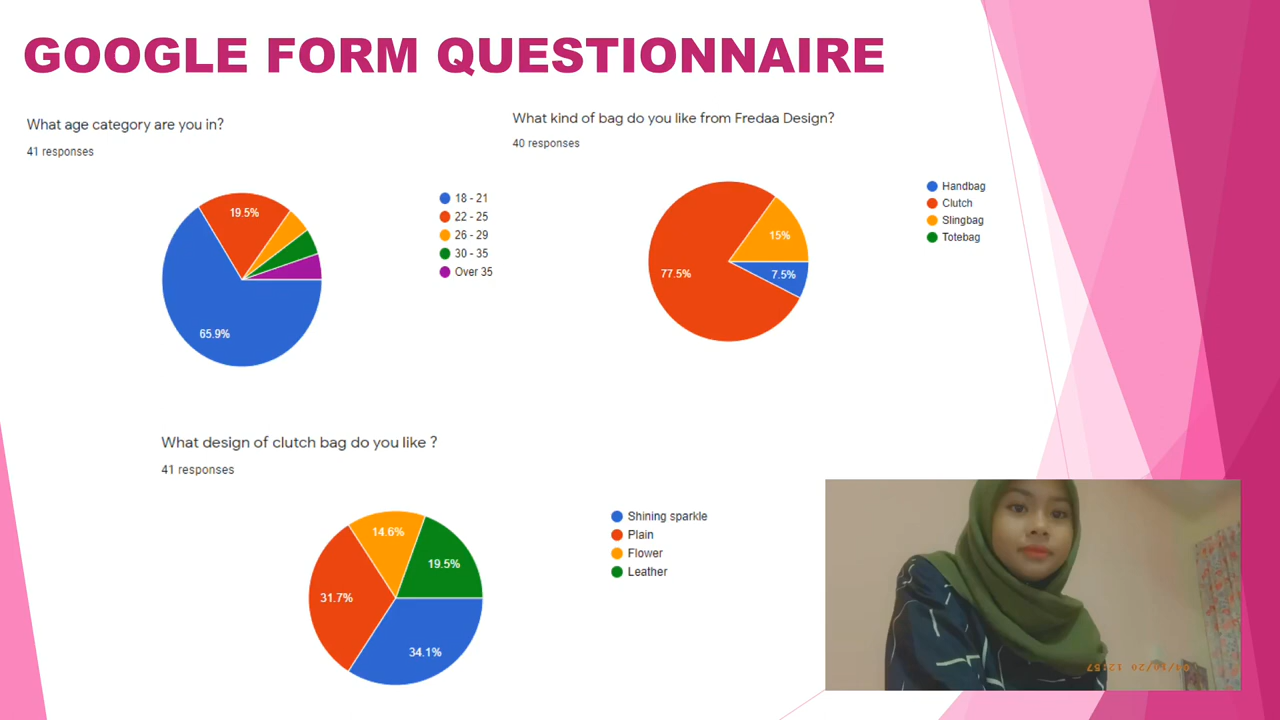 GOOGLE FORM QUESTIONNAIRE
What age category are you in?
41 responses
19.5%
65.9%
18 - 21
22 - 25
26 - 29
30 - 35
Over 35
What kind of bag do you like from Fredaa Design?
40 responses
15%
77.5%
7.5%
Handbag
Clutch
Slingbag
Totebag
What design of clutch bag do you like ?
41 responses
14.6%
19.5%
31.7%
34.1%
Shining sparkle
Plain
Flower
Leather